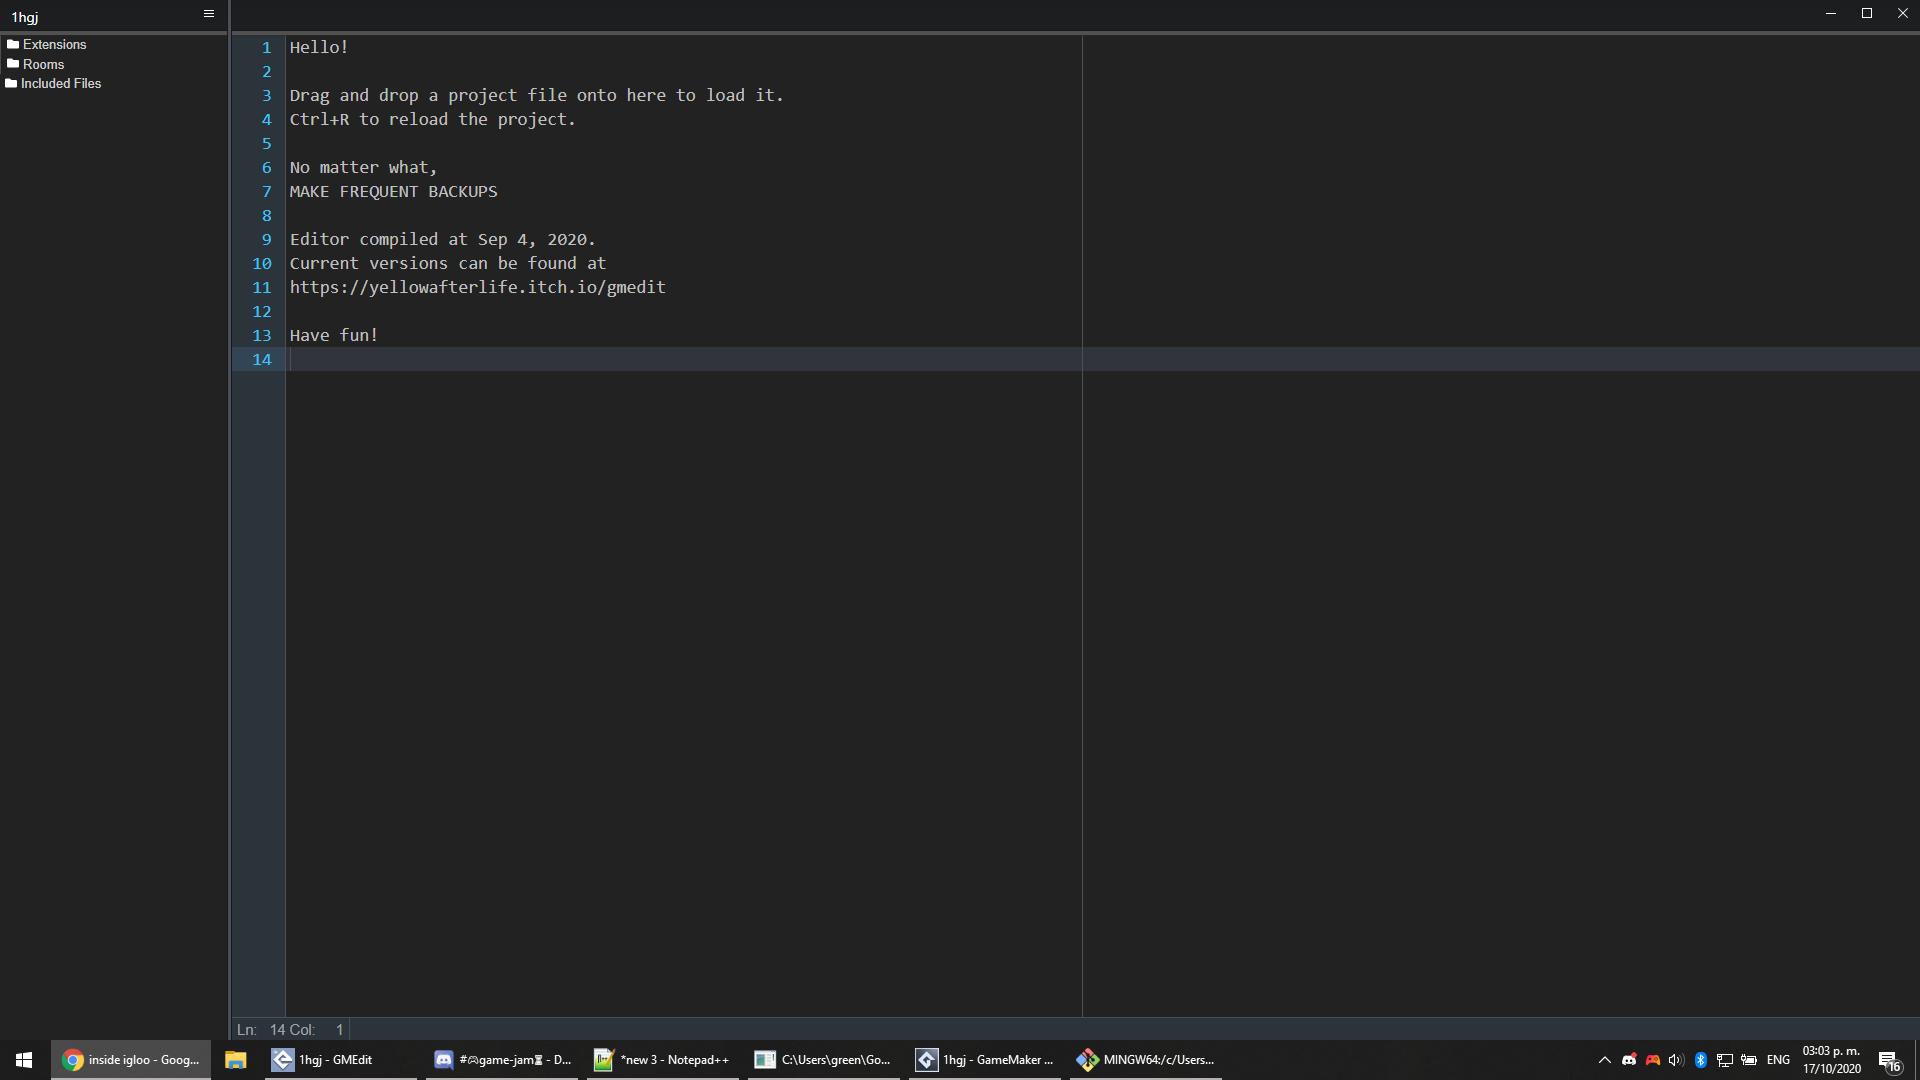 1hgj
Extensions
Rooms
Included Files
1 Hello!
2
3 Drag and drop a project file onto here to load it.
4 Ctrl+R to reload the project.
5
6 No matter what,
7 MAKE FREQUENT BACKUPS
8
9 Editor compiled at Sep 4, 2020.
10 Current versions can be found at
11 https://yellowafterlife.itch.io/gmedit
12
13 Have fun!
14
Ln: 14 Col: 1
inside igloo - Goog...
1hgj - GMEdit
#🎮game-jam⏳ - D...
*new 3 - Notepad++
C:\Users\green\Go...
1hgj - GameMaker ...
MINGW64:/c/Users...
ENG
03:03 p. m.
17/10/2020
16